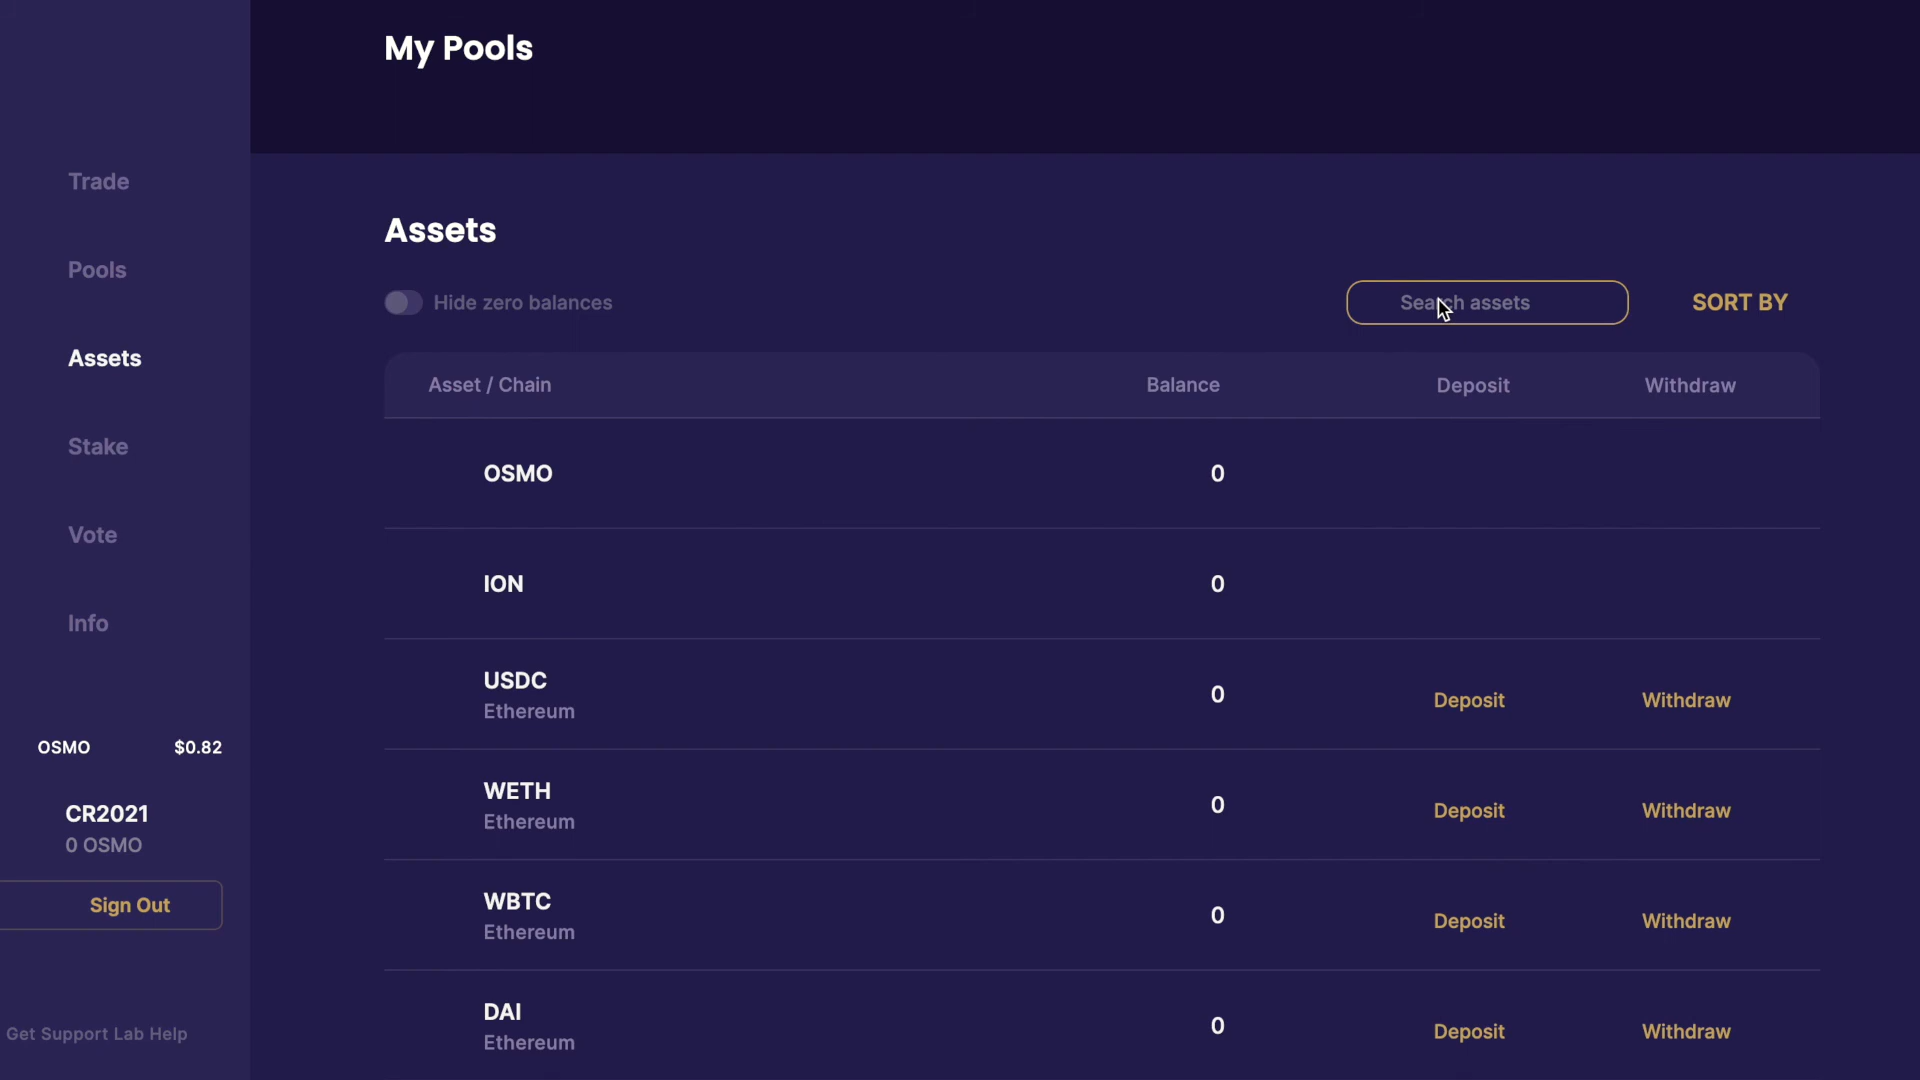 My Pools
Trade
Pools
Assets
Stake
Vote
Info
OSMO $0.82
CR2021
0 OSMO
Sign Out
Get Support Lab Help
Assets
Hide zero balances
Search assets
SORT BY
Asset / Chain Balance Deposit Withdraw
OSMO 0
ION 0
USDC
Ethereum
0 Deposit Withdraw
WETH
Ethereum
0 Deposit Withdraw
WBTC
Ethereum
0 Deposit Withdraw
DAI
Ethereum
0 Deposit Withdraw